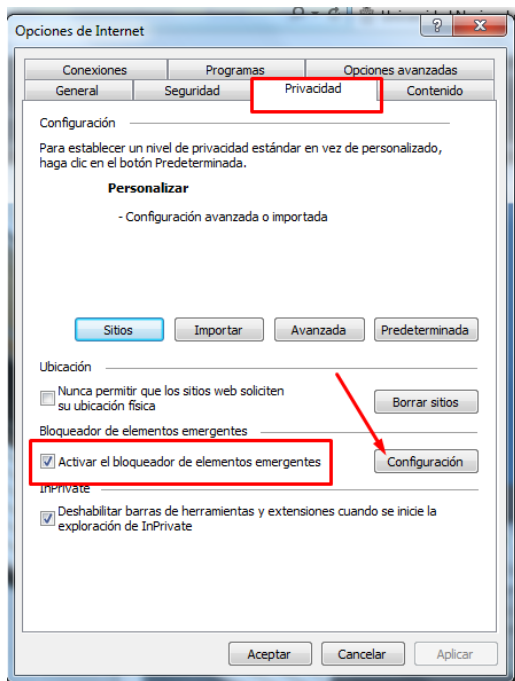 Opciones de Internet
Conexiones Programas Opciones avanzadas
General Seguridad Privacidad Contenido
Configuración
Para establecer un nivel de privacidad estándar en vez de personalizado,
haga clic en el botón Predeterminada.
Personalizar
- Configuración avanzada o importada
Sitios Importar Avanzada Predeterminada
Ubicación
Nunca permitir que los sitios web soliciten
su ubicación física
Borrar sitios
Bloqueador de elementos emergentes
Activar el bloqueador de elementos emergentes
Configuración
InPrivate
Deshabilitar barras de herramientas y extensiones cuando se inicie la
exploración de InPrivate
Aceptar Cancelar Aplicar